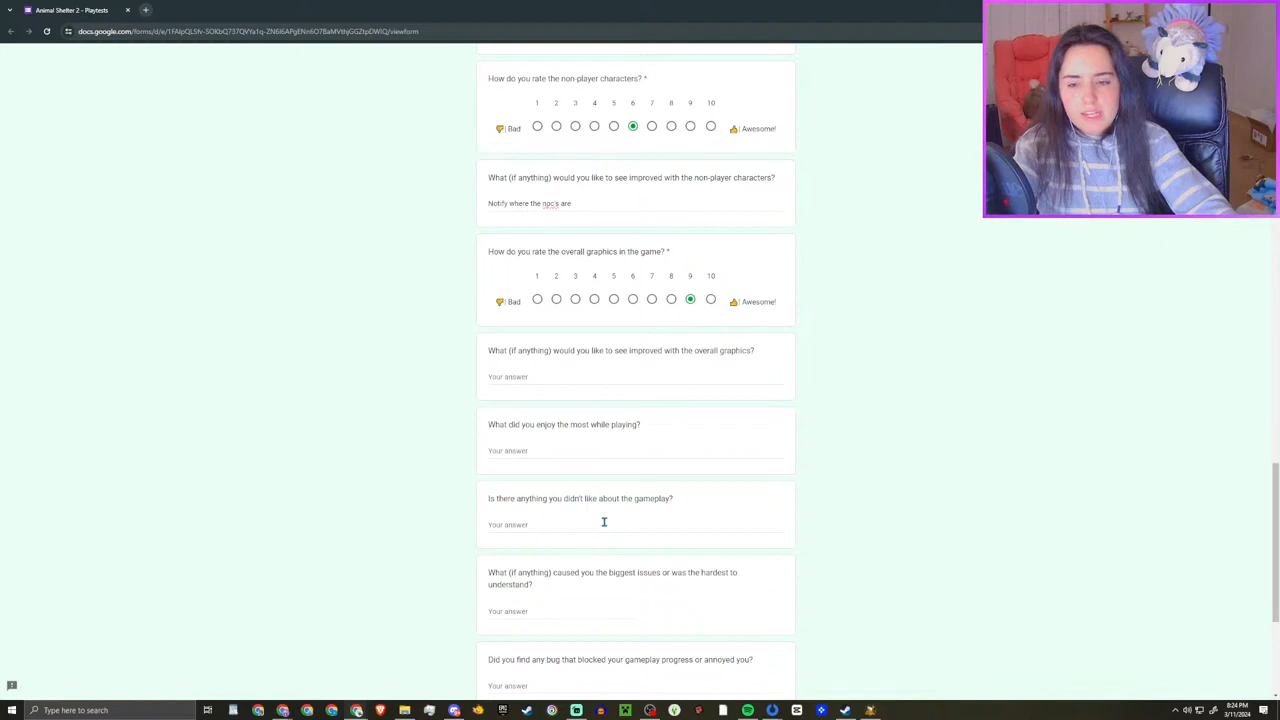 Animal Shelter 2 - Playtests
docs.google.com/forms/d/e/1FAIpQLSfv-SOKbQ737QVYa1q-ZN6I6APgENn6O7BaMVthjGGZtpDWlQ/viewform
How do you rate the non-player characters? *
1 2 3 4 5 6 7 8 9 10
| Bad
| Awesome!
What (if anything) would you like to see improved with the non-player characters?
Notify where the npc's are
How do you rate the overall graphics in the game? *
1 2 3 4 5 6 7 8 9 10
| Bad
| Awesome!
What (if anything) would you like to see improved with the overall graphics?
Your answer
What did you enjoy the most while playing?
Your answer
Is there anything you didn't like about the gameplay?
Your answer
What (if anything) caused you the biggest issues or was the hardest to
understand?
Your answer
Did you find any bug that blocked your gameplay progress or annoyed you?
Your answer
Type here to search
8:24 PM
3/11/2024